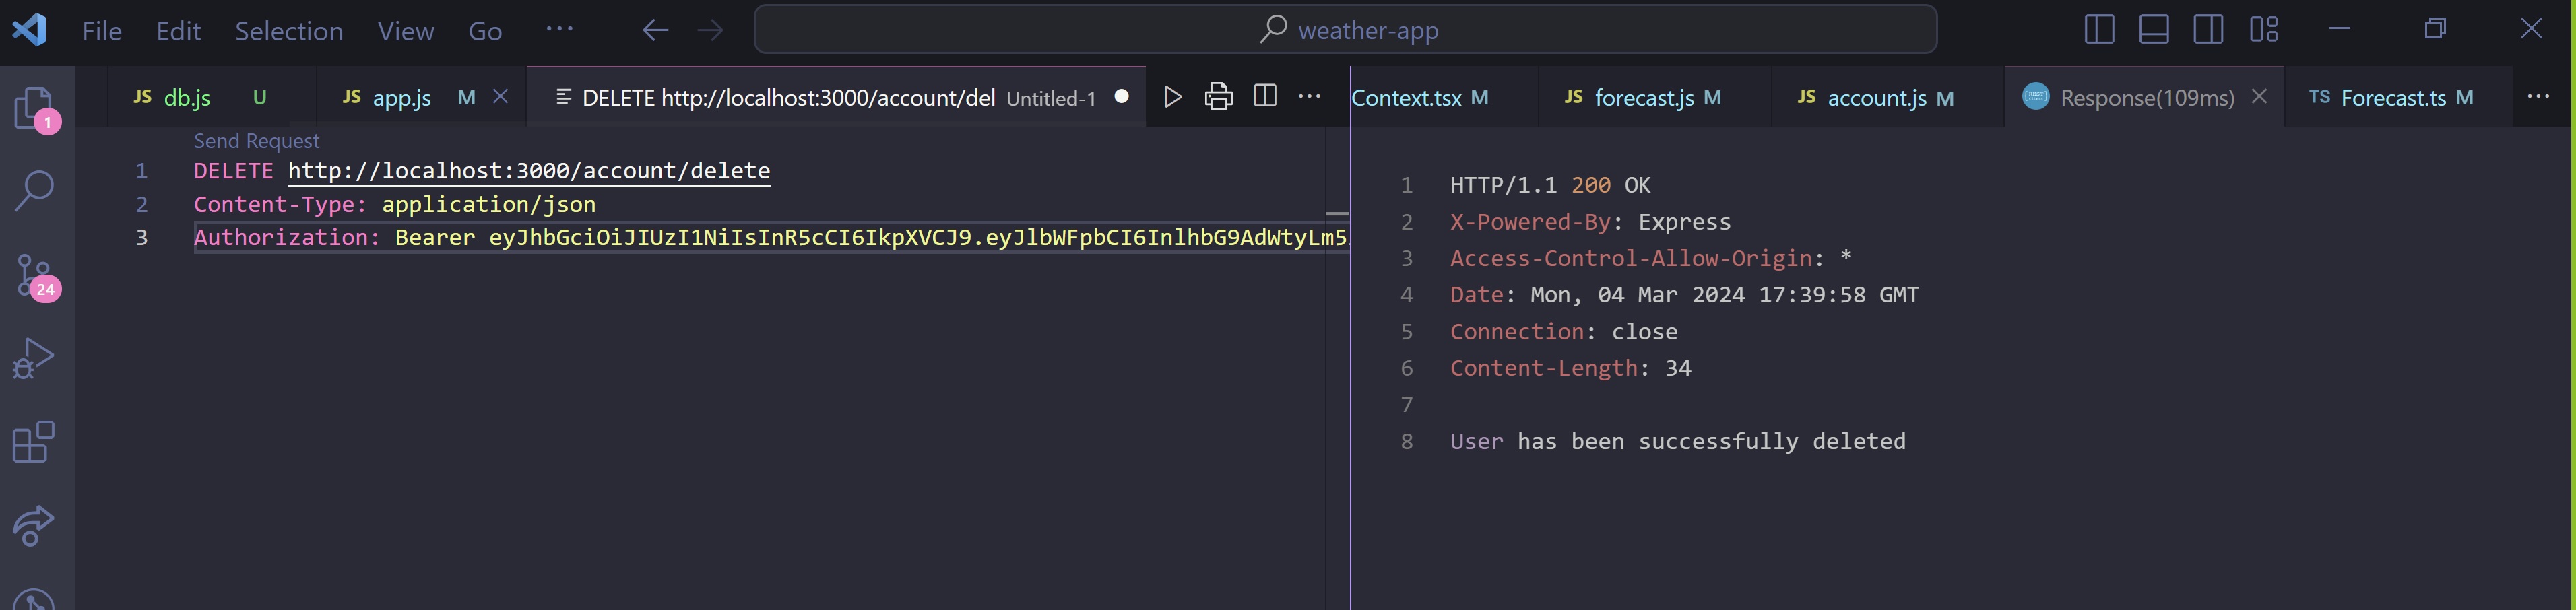 File Edit Selection View Go ··· weather-app
JS db.js U JS app.js M DELETE http://localhost:3000/account/del Untitled-1 ··· Context.tsx M JS forecast.js M JS account.js M Response(109ms) TS Forecast.ts M ···
1
24
Send Request
1 DELETE http://localhost:3000/account/delete
2 Content-Type: application/json
3 Authorization: Bearer eyJhbGciOiJIUzI1NiIsInR5cCI6IkpXVCJ9.eyJlbWFpbCI6InlhbG9AdWtyLm5
1 HTTP/1.1 200 OK
2 X-Powered-By: Express
3 Access-Control-Allow-Origin: *
4 Date: Mon, 04 Mar 2024 17:39:58 GMT
5 Connection: close
6 Content-Length: 34
7
8 User has been successfully deleted